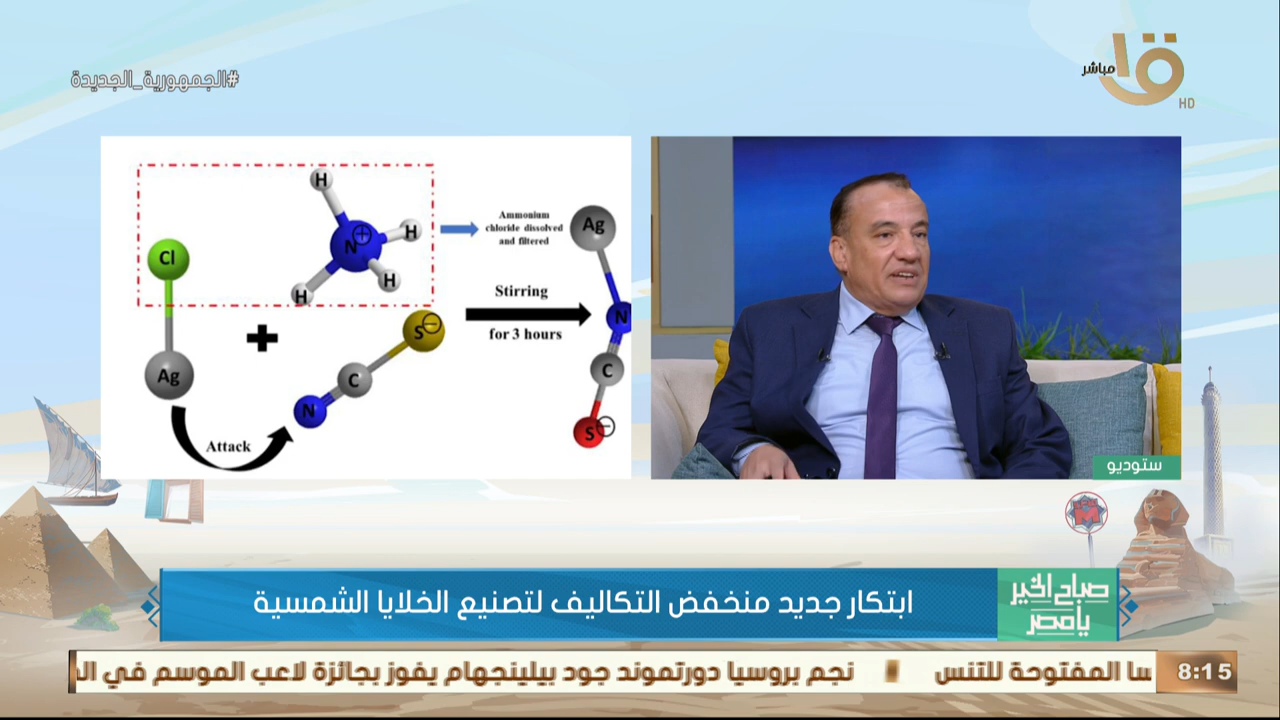 #الجمهورية_الجديدة
مباشر
HD
H
Cl
N
H
H
H
Ammonium
chloride dissolved
and filtered
Ag
Stirring
for 3 hours
Ag
N
C
S
Attack
N
C
S
ستوديو
صباح الخير
يا مصر
ابتكار جديد منخفض التكاليف لتصنيع الخلايا الشمسية
سا المفتوحة للتنس
نجم بروسيا دورتموند جود بيلينجهام يفوز بجائزة لاعب الموسم في
8:15